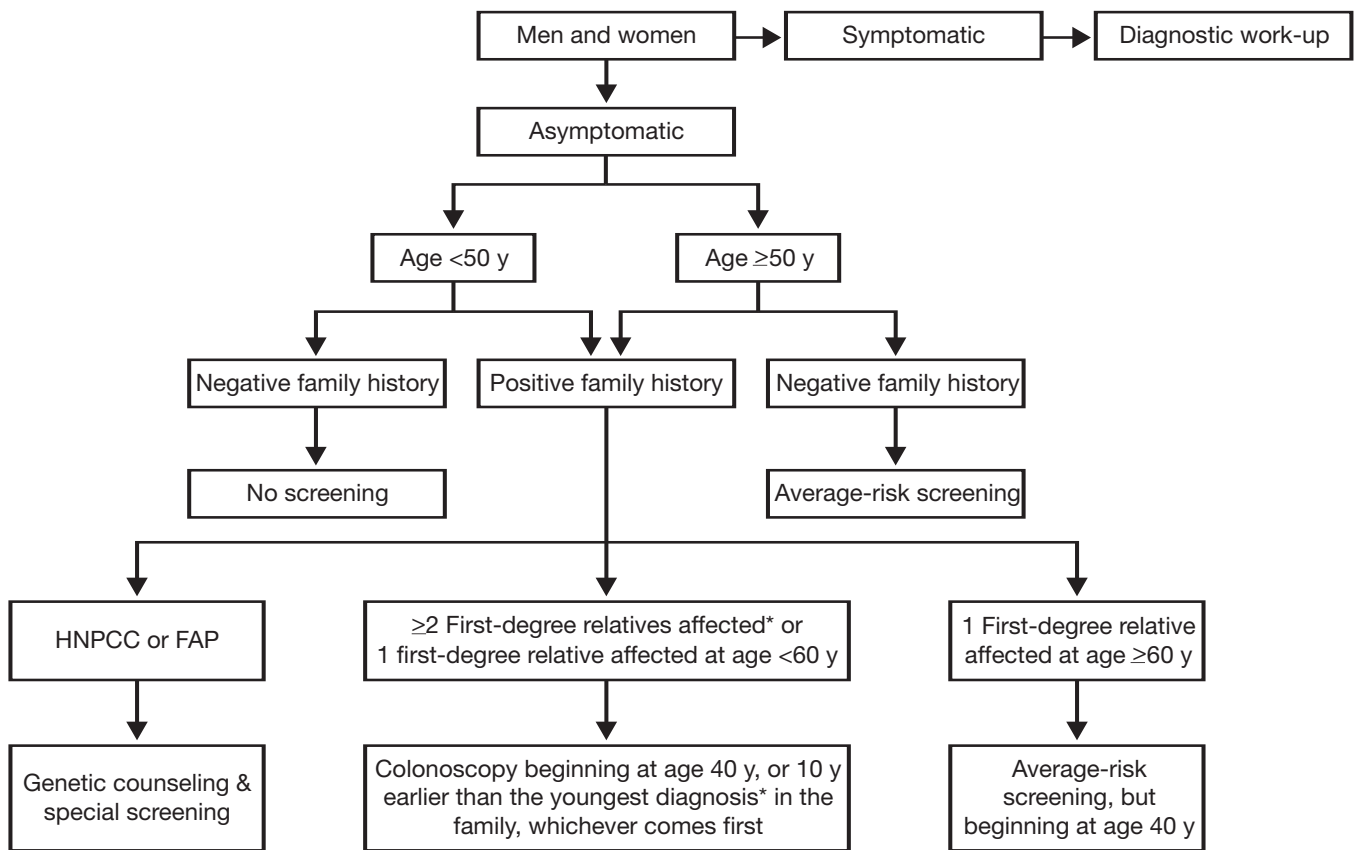 Men and women
Symptomatic
Diagnostic work-up
Asymptomatic
Age <50 y
Age ≥50 y
Negative family history
Positive family history
Negative family history
No screening
Average-risk screening
HNPCC or FAP
≥2 First-degree relatives affected* or
1 first-degree relative affected at age <60 y
1 First-degree relative
affected at age ≥60 y
Genetic counseling &
special screening
Colonoscopy beginning at age 40 y, or 10 y
earlier than the youngest diagnosis* in the
family, whichever comes first
Average-risk
screening, but
beginning at age 40 y